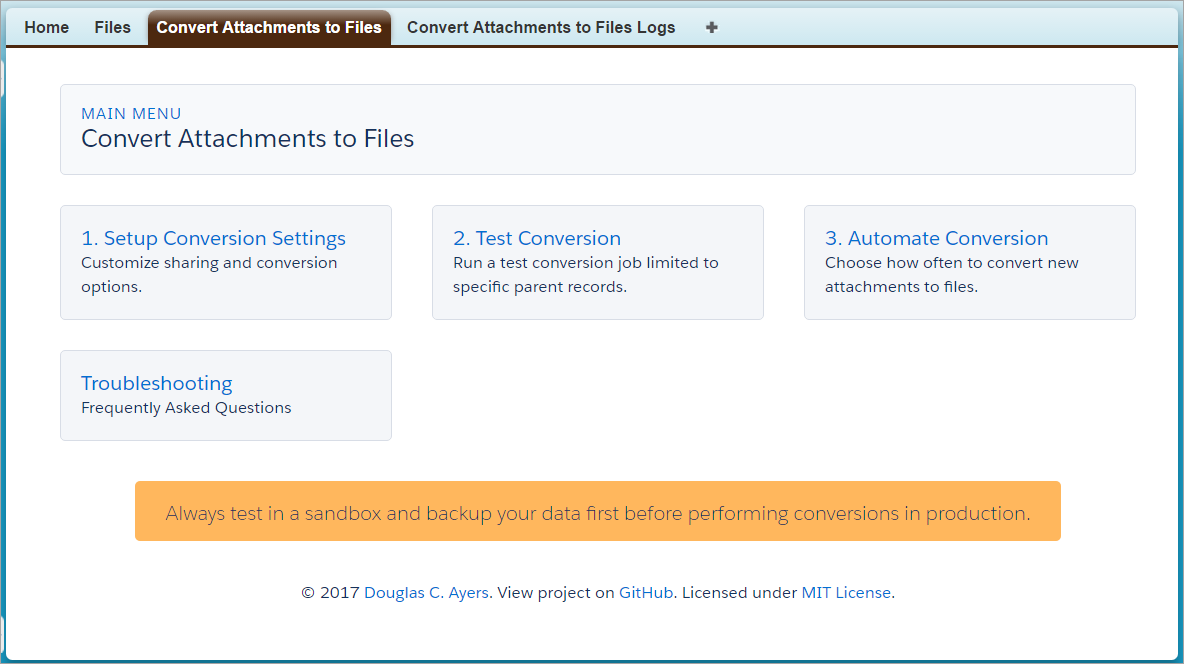 Home Files Convert Attachments to Files Convert Attachments to Files Logs +
MAIN MENU
Convert Attachments to Files
1. Setup Conversion Settings
Customize sharing and conversion
options.
2. Test Conversion
Run a test conversion job limited to
specific parent records.
3. Automate Conversion
Choose how often to convert new
attachments to files.
Troubleshooting
Frequently Asked Questions
Always test in a sandbox and backup your data first before performing conversions in production.
© 2017 Douglas C. Ayers. View project on GitHub. Licensed under MIT License.